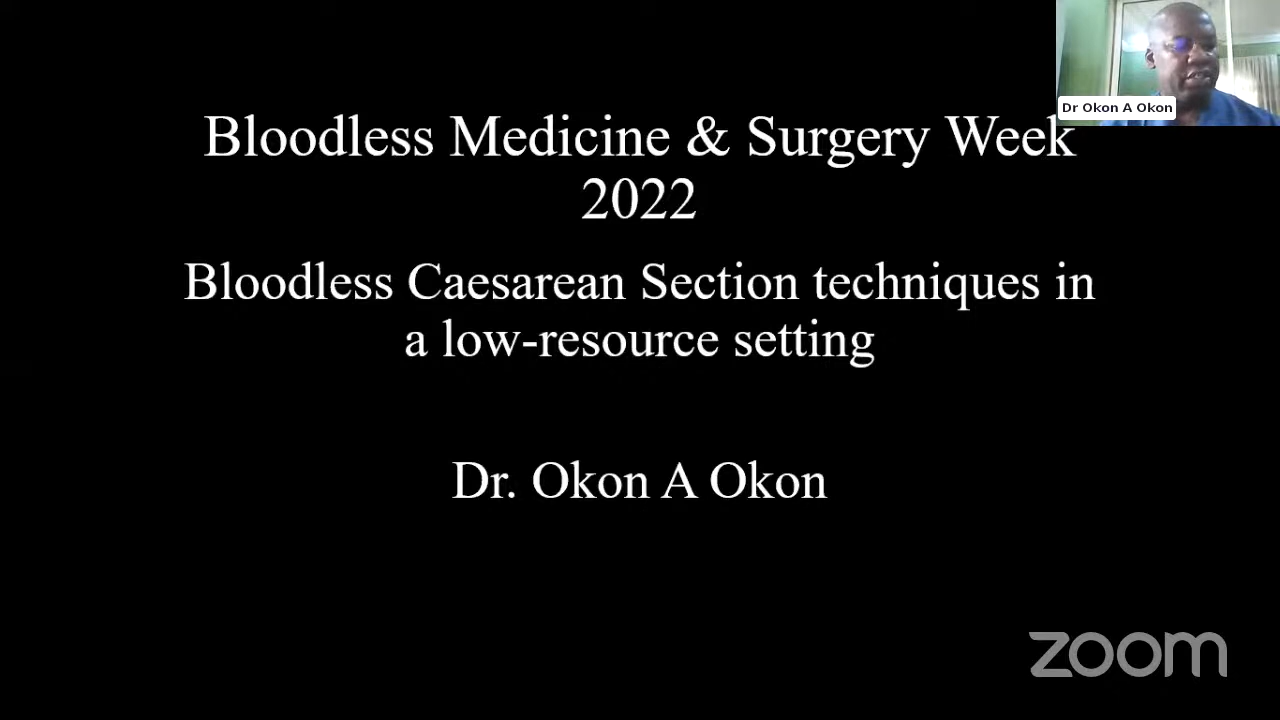 Dr Okon A Okon
Bloodless Medicine & Surgery Week
2022
Bloodless Caesarean Section techniques in
a low-resource setting
Dr. Okon A Okon
zoom